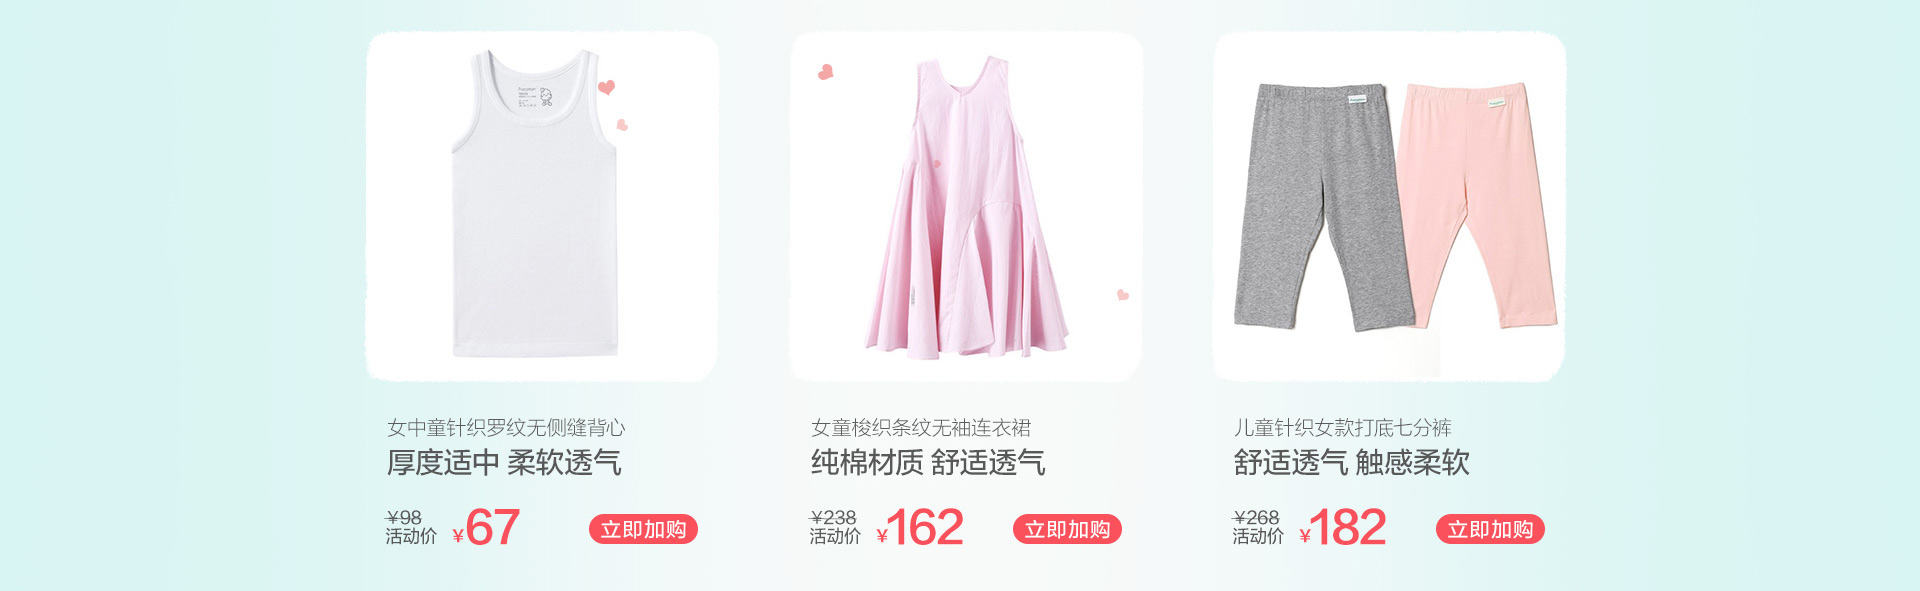 女中童针织罗纹无侧缝背心
厚度适中 柔软透气
¥98
活动价 ¥67
立即加购
女童梭织条纹无袖连衣裙
纯棉材质 舒适透气
¥238
活动价 ¥162
立即加购
儿童针织女款打底七分裤
舒适透气 触感柔软
¥268
活动价 ¥182
立即加购